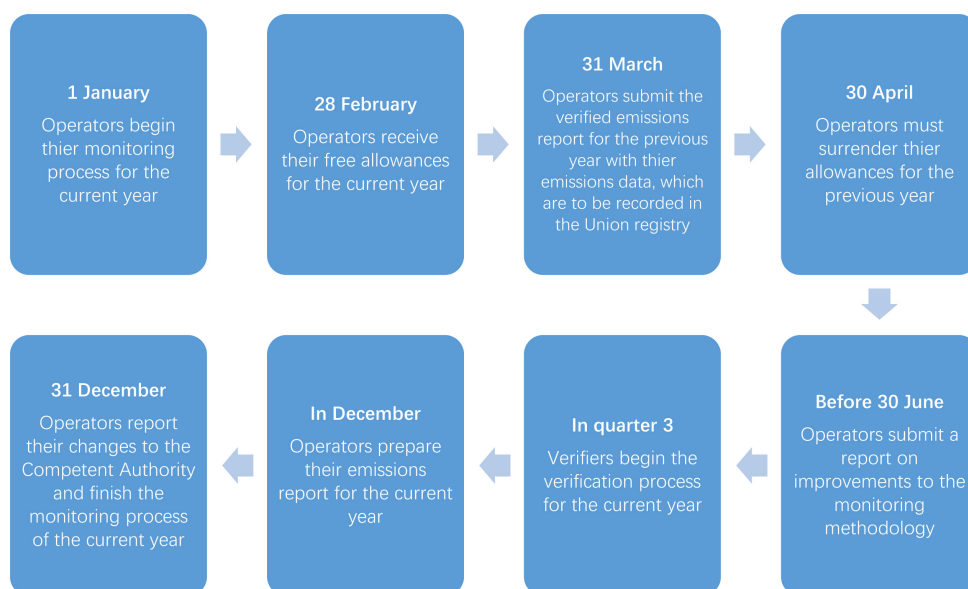 1 January
Operators begin
thier monitoring
process for the
current year
28 February
Operators receive
their free allowances
for the current year
31 March
Operators submit the
verified emissions
report for the previous
year with thier
emissions data, which
are to be recorded in
the Union registry
30 April
Operators must
surrender thier
allowances for the
previous year
Before 30 June
Operators submit a
report on
improvements to the
monitoring
methodology
In quarter 3
Verifiers begin the
verification process
for the current year
In December
Operators prepare
their emissions
report for the current
year
31 December
Operators report
their changes to the
Competent Authority
and finish the
monitoring process
of the current year